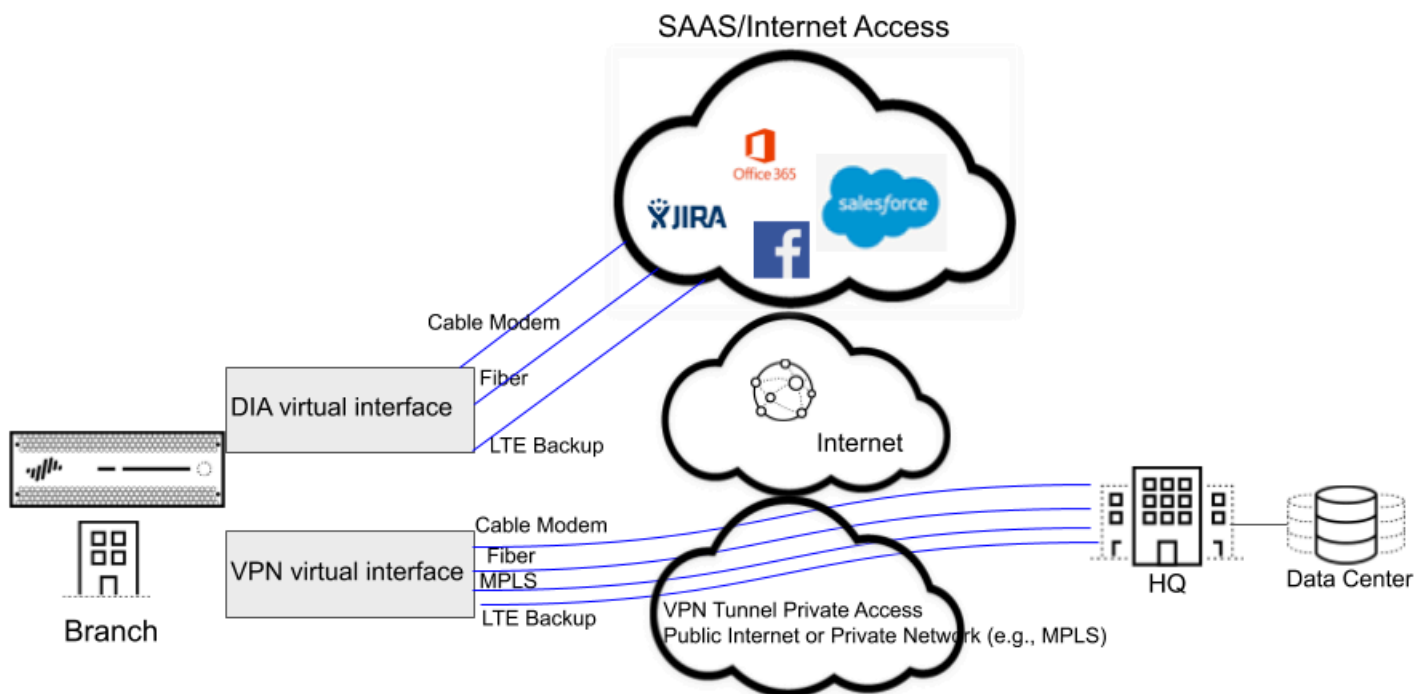 SAAS/Internet Access
Office 365
JIRA
salesforce
f
Cable Modem
Fiber
DIA virtual interface
LTE Backup
Internet
Cable Modem
Fiber
VPN virtual interface
MPLS
LTE Backup
VPN Tunnel Private Access
Public Internet or Private Network (e.g., MPLS)
HQ
Data Center
Branch